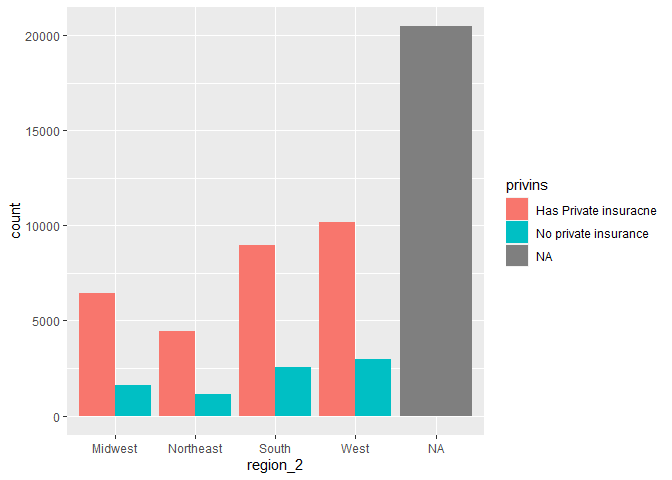 20000
15000
10000
5000
0
count
Midwest Northeast South West NA
region_2
privins
Has Private insuracne
No private insurance
NA